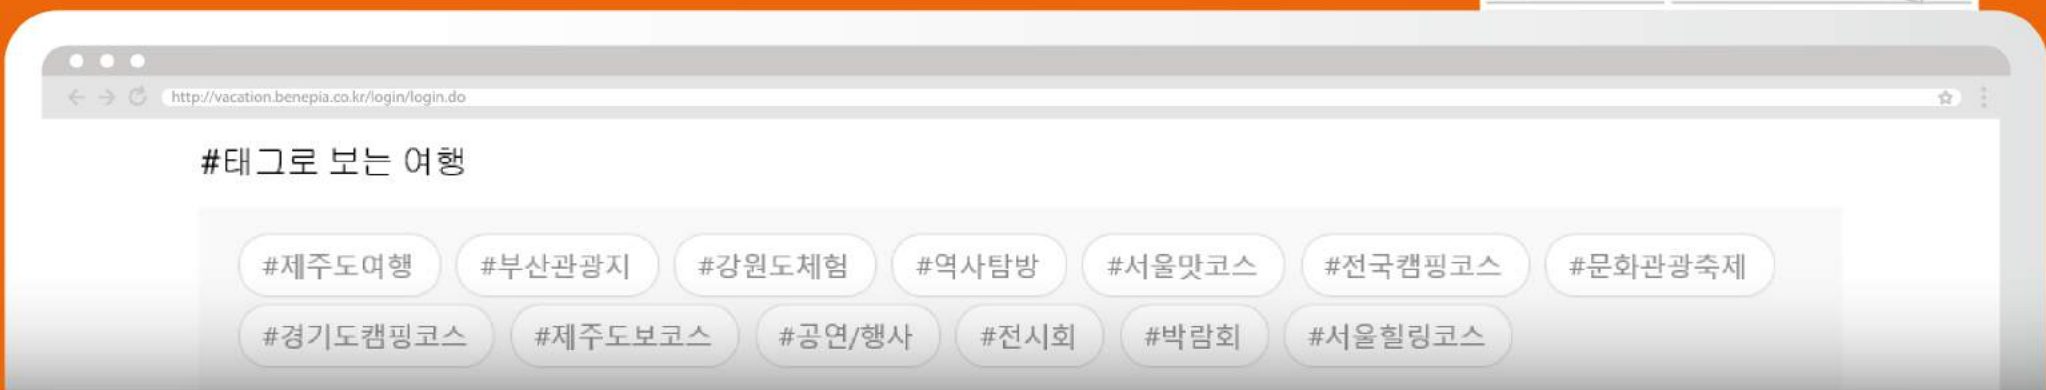 http://vacation.benepia.co.kr/login/login.do
#태그로 보는 여행
#제주도여행 #부산관광지 #강원도체험 #역사탐방 #서울맛코스 #전국캠핑코스 #문화관광축제
#경기도캠핑코스 #제주도보코스 #공연/행사 #전시회 #박람회 #서울힐링코스